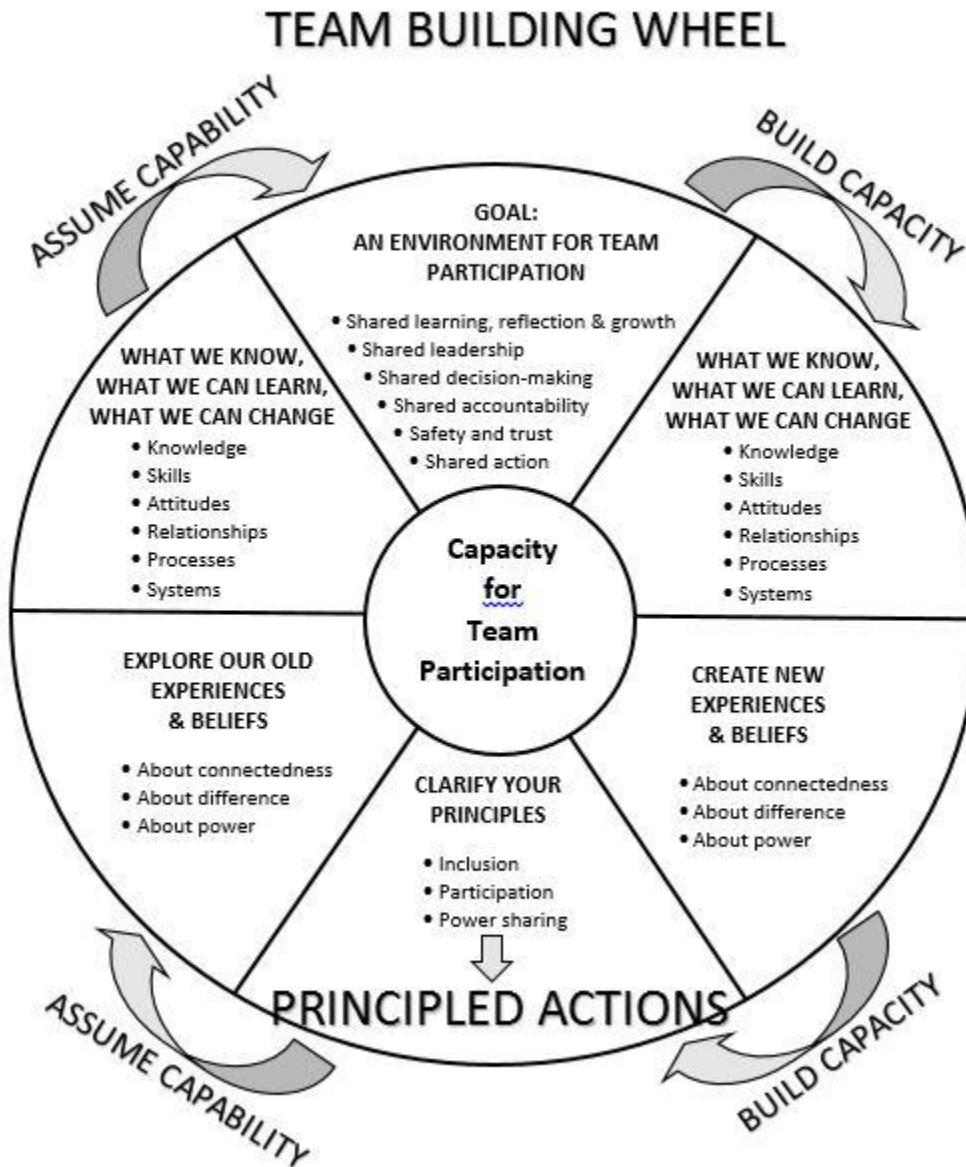 TEAM BUILDING WHEEL
ASSUME CAPABILITY
BUILD CAPACITY
GOAL:
AN ENVIRONMENT FOR TEAM
PARTICIPATION
• Shared learning, reflection & growth
• Shared leadership
• Shared decision-making
• Shared accountability
• Safety and trust
• Shared action
WHAT WE KNOW,
WHAT WE CAN LEARN,
WHAT WE CAN CHANGE
• Knowledge
• Skills
• Attitudes
• Relationships
• Processes
• Systems
WHAT WE KNOW,
WHAT WE CAN LEARN,
WHAT WE CAN CHANGE
• Knowledge
• Skills
• Attitudes
• Relationships
• Processes
• Systems
Capacity
for
Team
Participation
EXPLORE OUR OLD
EXPERIENCES
& BELIEFS
• About connectedness
• About difference
• About power
CREATE NEW
EXPERIENCES
& BELIEFS
• About connectedness
• About difference
• About power
CLARIFY YOUR
PRINCIPLES
• Inclusion
• Participation
• Power sharing
PRINCIPLED ACTIONS
ASSUME CAPABILITY
BUILD CAPACITY